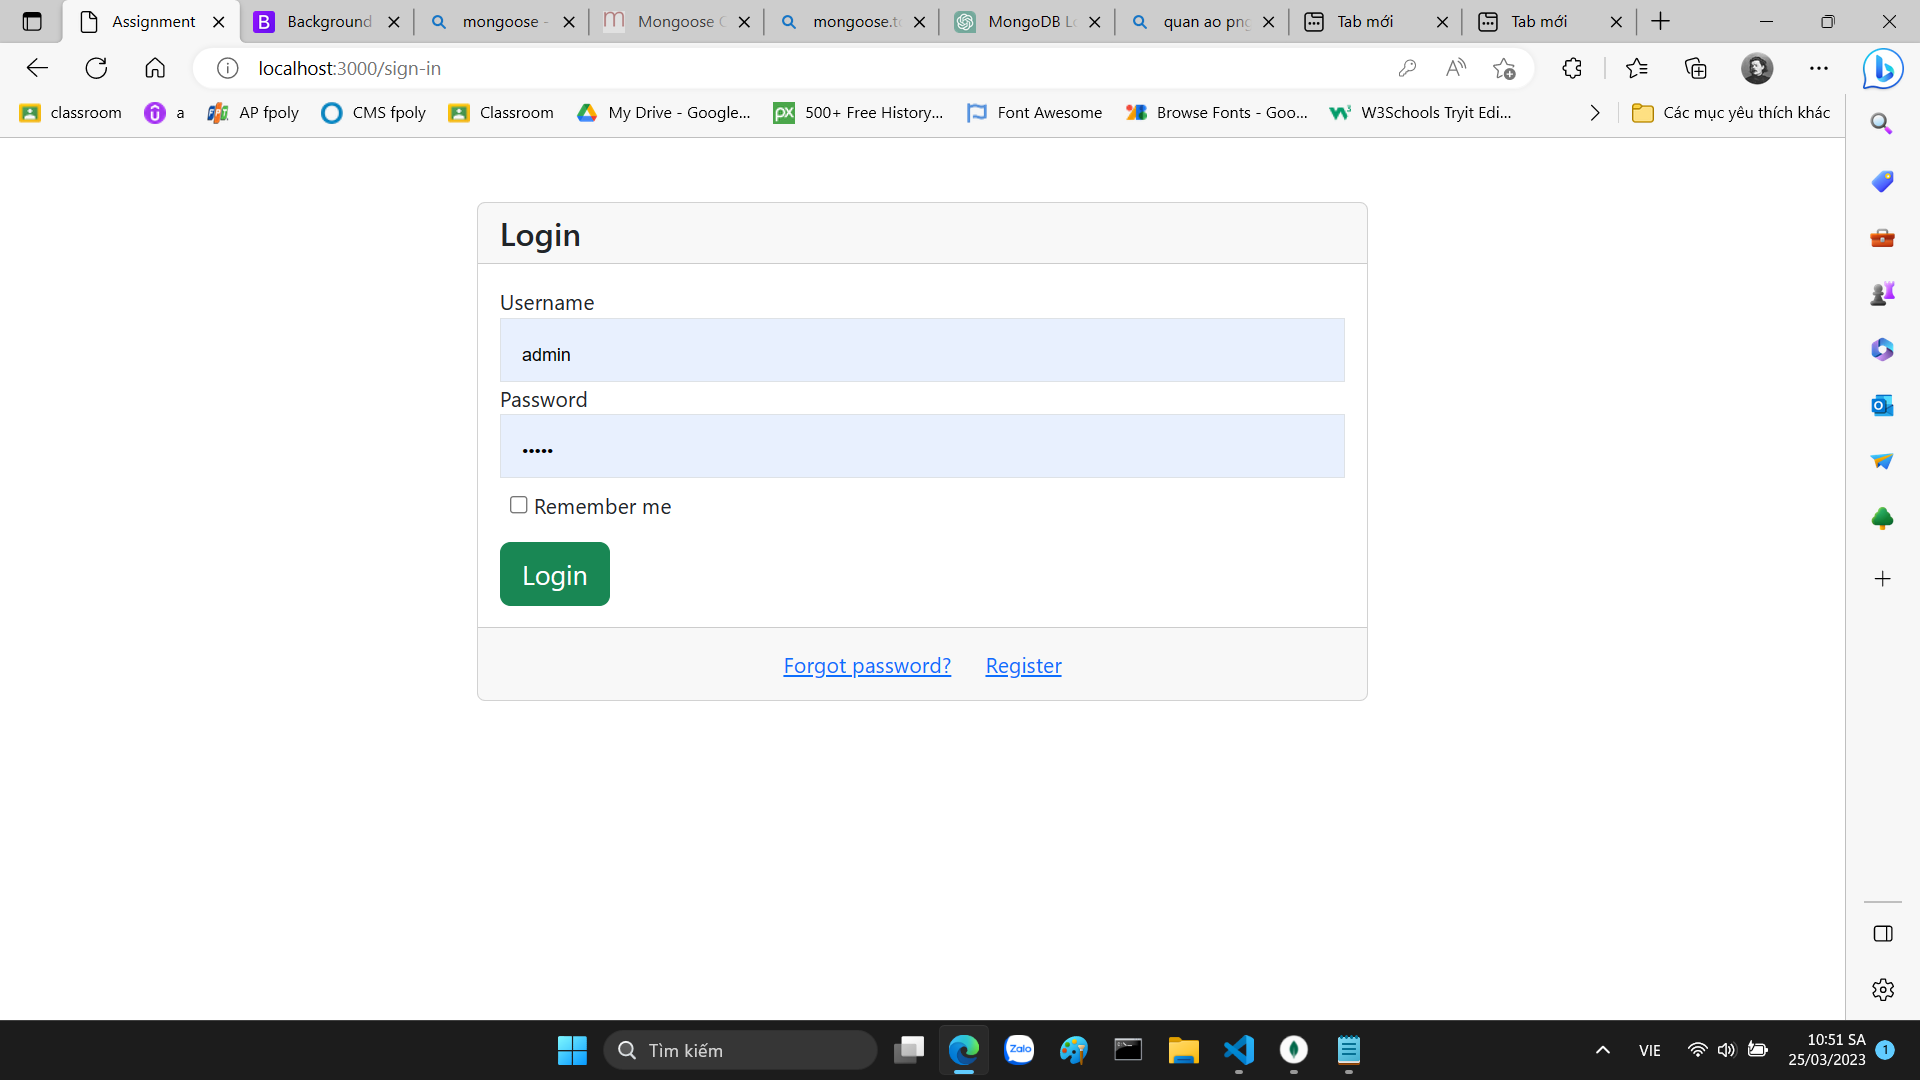 Assignment
Background
mongoose -
Mongoose
mongoose.t
MongoDB Lo
quan ao png
Tab mới
Tab mới
localhost:3000/sign-in
classroom
a
AP fpoly
CMS fpoly
Classroom
My Drive - Google...
500+ Free History...
Font Awesome
Browse Fonts - Goo...
W3Schools Tryit Edi...
Các mục yêu thích khác
Login
Username
admin
Password
•••••
Remember me
Login
Forgot password?
Register
Tìm kiếm
Zalo
VIE
10:51 SA
25/03/2023
1